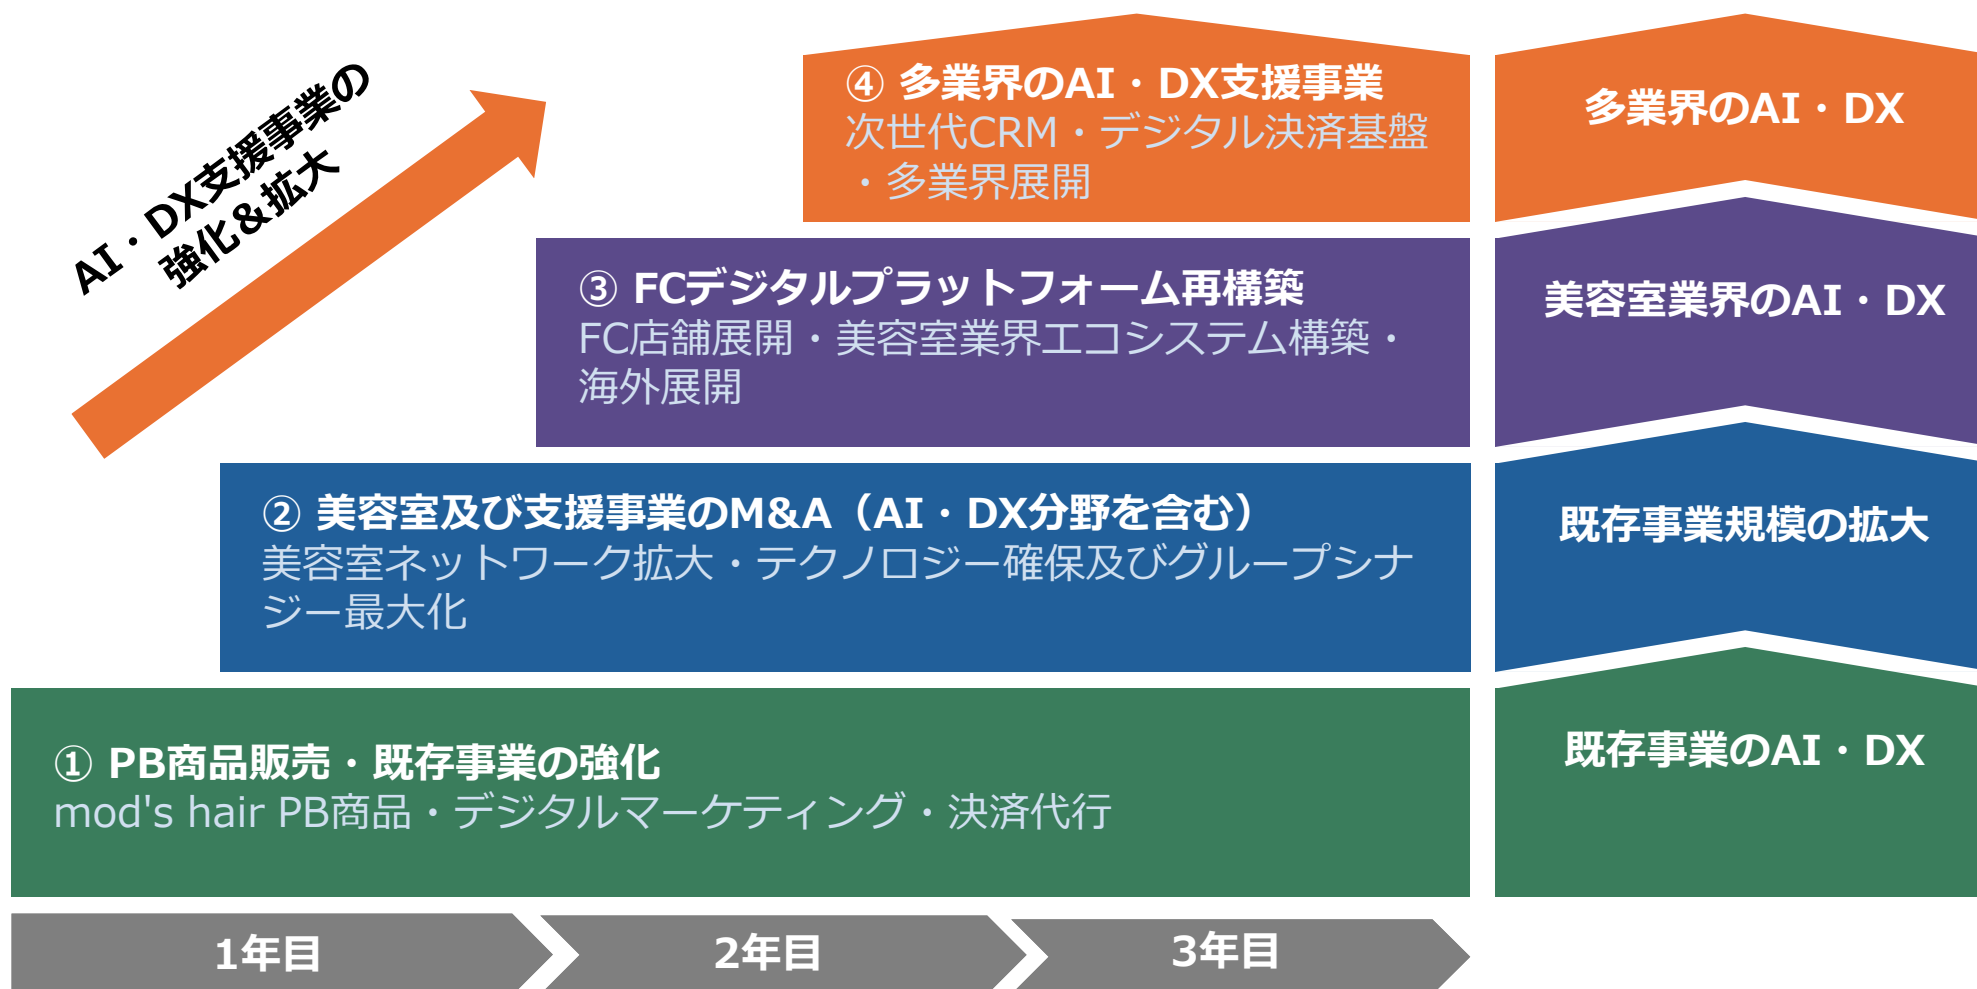 AI・DX支援事業の
強化＆拡大
④ 多業界のAI・DX支援事業
次世代CRM・デジタル決済基盤
・多業界展開
多業界のAI・DX
③ FCデジタルプラットフォーム再構築
FC店舗展開・美容室業界エコシステム構築・
海外展開
美容室業界のAI・DX
② 美容室及び支援事業のM&A（AI・DX分野を含む）
美容室ネットワーク拡大・テクノロジー確保及びグループシナ
ジー最大化
既存事業規模の拡大
① PB商品販売・既存事業の強化
mod's hair PB商品・デジタルマーケティング・決済代行
既存事業のAI・DX
1年目
2年目
3年目